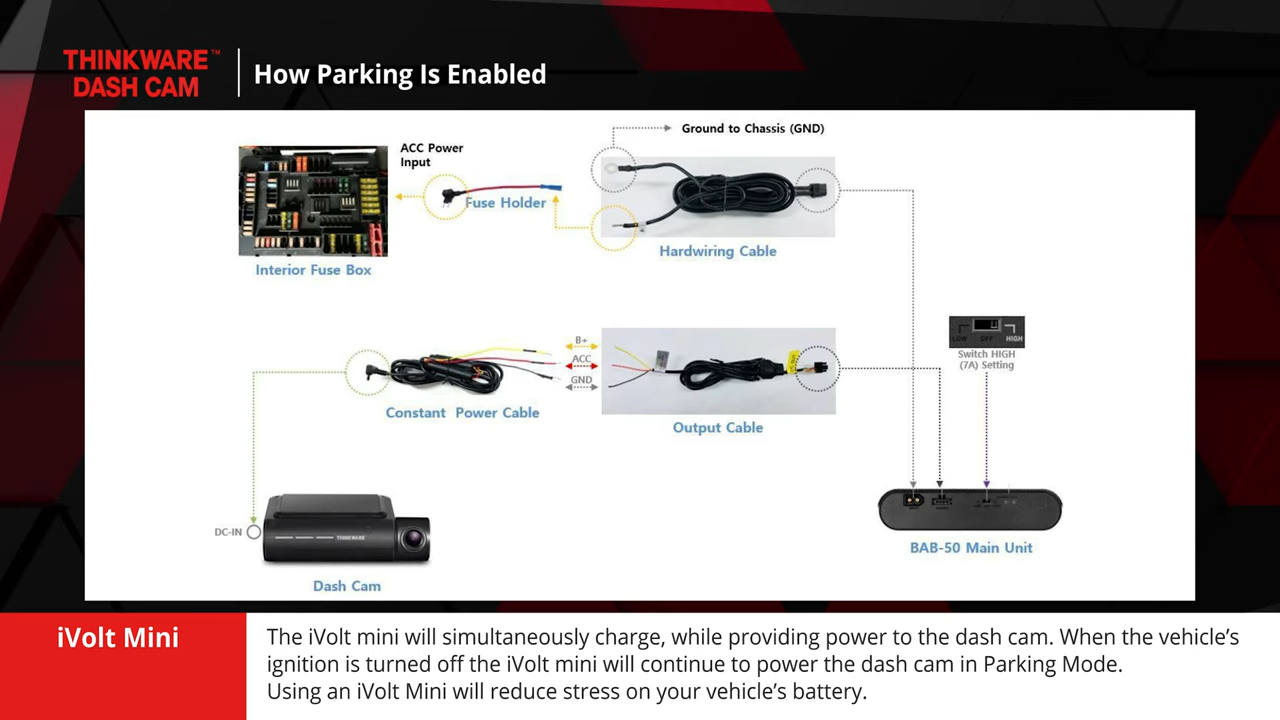 THINKWARE™
DASH CAM
How Parking Is Enabled
Ground to Chassis (GND)
ACC Power
Input
Fuse Holder
Interior Fuse Box
Hardwiring Cable
B+
ACC
GND
LOW OFF HIGH
Switch HIGH
(7A) Setting
Constant Power Cable
Output Cable
DC-IN
THINKWARE
BAB-50 Main Unit
Dash Cam
iVolt Mini
The iVolt mini will simultaneously charge, while providing power to the dash cam. When the vehicle’s
ignition is turned off the iVolt mini will continue to power the dash cam in Parking Mode.
Using an iVolt Mini will reduce stress on your vehicle’s battery.